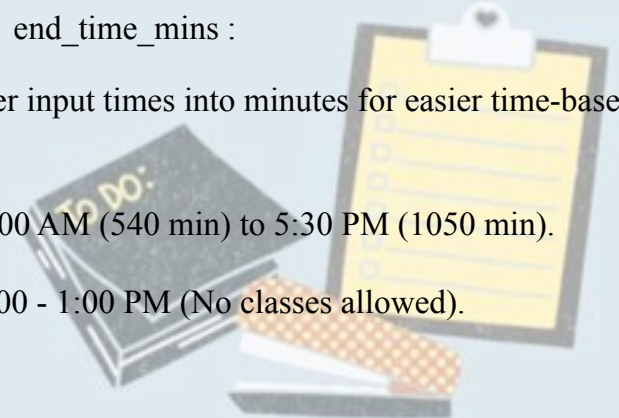 end_time_mins :
er input times into minutes for easier time-base
TO DO:
00 AM (540 min) to 5:30 PM (1050 min).
00 - 1:00 PM (No classes allowed).